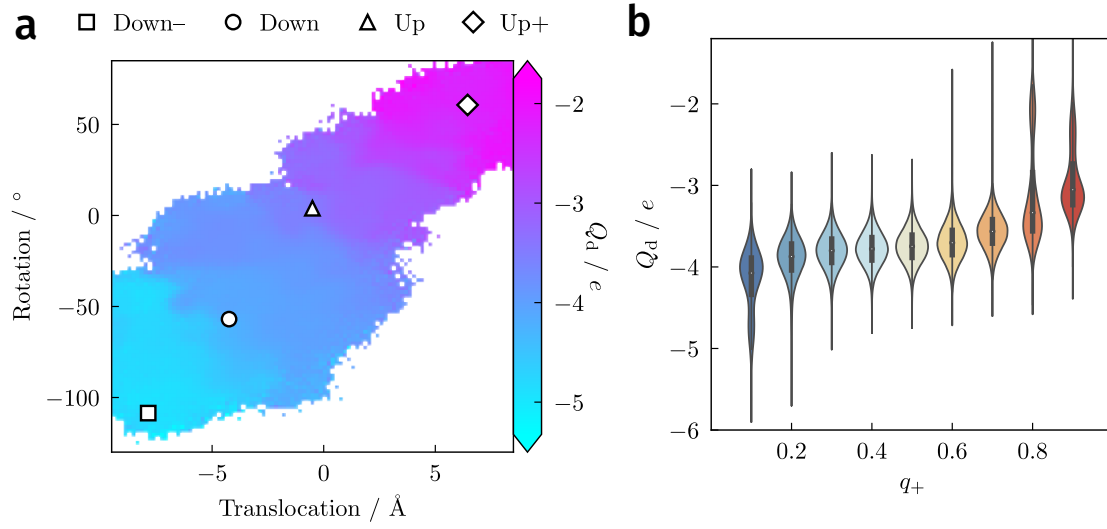 a
Down– Down Up Up+
50
0
−50
−100
Rotation / °
−5 0 5
Translocation / Å
−2
−3
−4
−5
Q_d / e
b
−2
−3
−4
−5
−6
Q_d / e
0.2 0.4 0.6 0.8
q_+